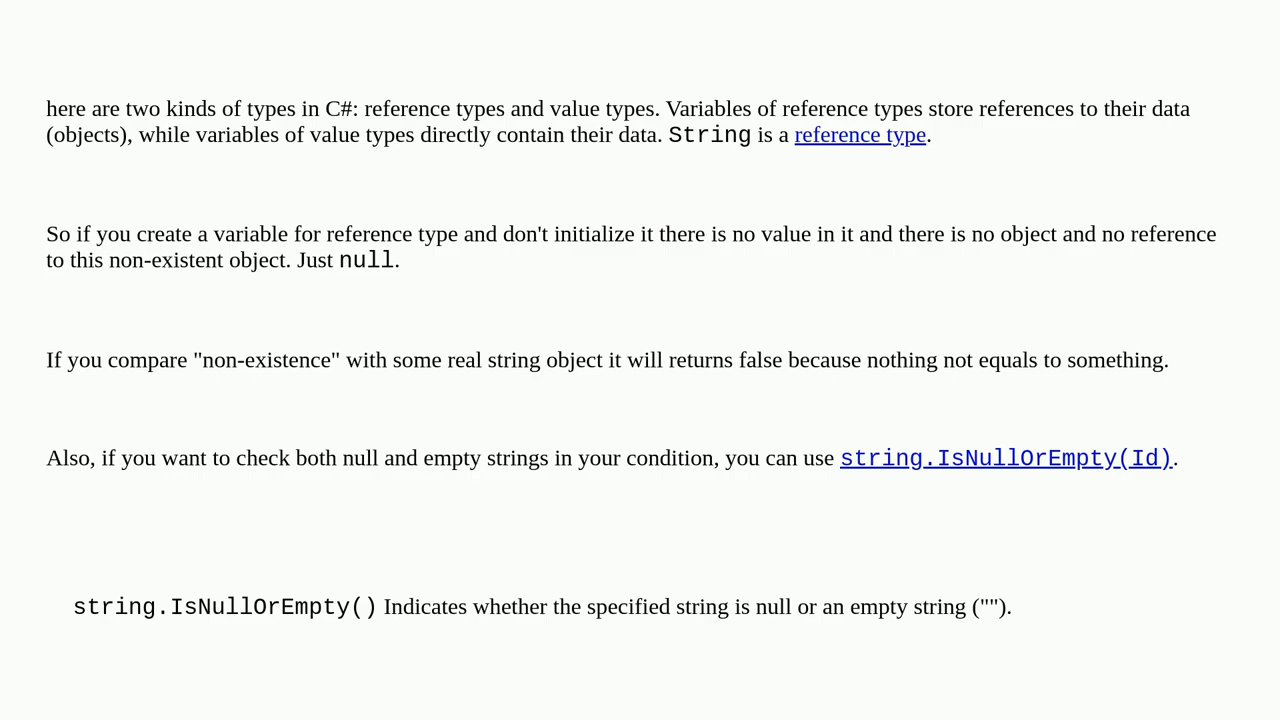 here are two kinds of types in C#: reference types and value types. Variables of reference types store references to their data
(objects), while variables of value types directly contain their data. String is a reference type.
So if you create a variable for reference type and don't initialize it there is no value in it and there is no object and no reference
to this non-existent object. Just null.
If you compare "non-existence" with some real string object it will returns false because nothing not equals to something.
Also, if you want to check both null and empty strings in your condition, you can use string.IsNullOrEmpty(Id).
string.IsNullOrEmpty() Indicates whether the specified string is null or an empty string ("").